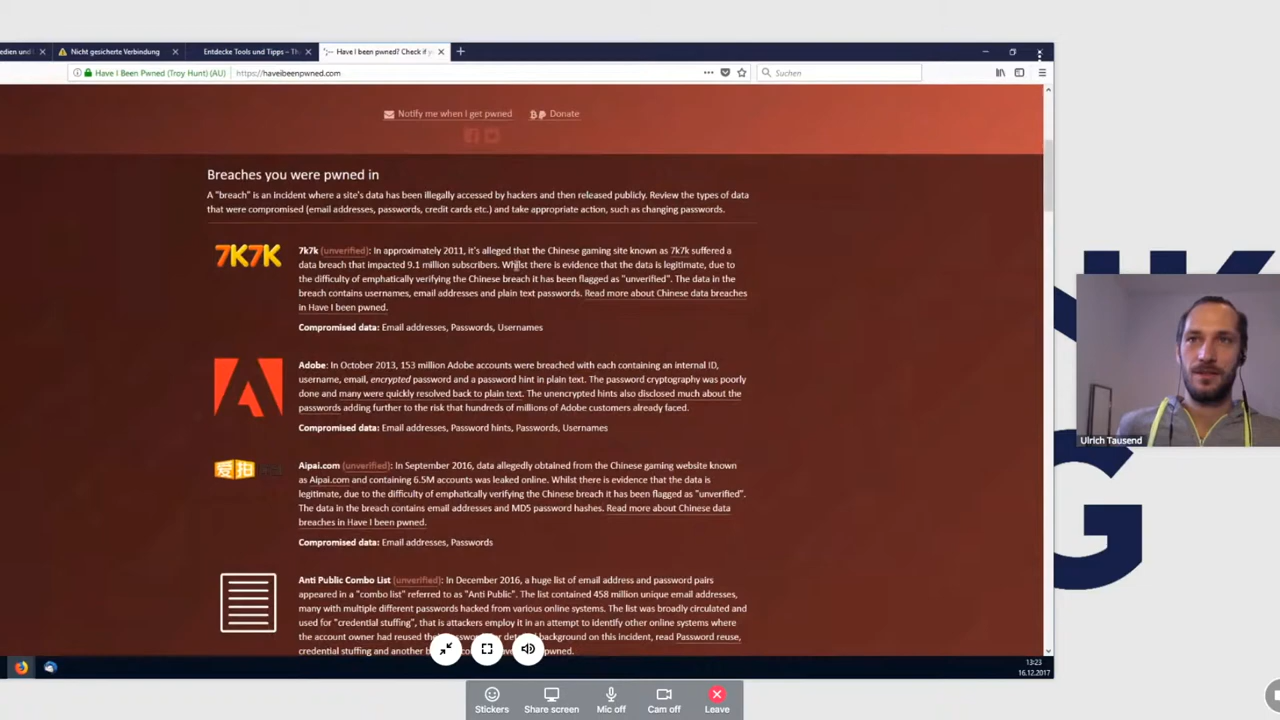 edien und
Nicht gesicherte Verbindung
Entdecke Tools und Tipps – Th
Have I been pwned? Check if y
Have I Been Pwned (Troy Hunt) (AU)
https://haveibeenpwned.com
Suchen
Notify me when I get pwned
Donate
Breaches you were pwned in
A "breach" is an incident where a site's data has been illegally accessed by hackers and then released publicly. Review the types of data
that were compromised (email addresses, passwords, credit cards etc.) and take appropriate action, such as changing passwords.
7K7K
7k7k (unverified): In approximately 2011, it's alleged that the Chinese gaming site known as 7k7k suffered a
data breach that impacted 9.1 million subscribers. Whilst there is evidence that the data is legitimate, due to
the difficulty of emphatically verifying the Chinese breach it has been flagged as "unverified". The data in the
breach contains usernames, email addresses and plain text passwords. Read more about Chinese data breaches
in Have I been pwned.
Compromised data: Email addresses, Passwords, Usernames
Adobe: In October 2013, 153 million Adobe accounts were breached with each containing an internal ID,
username, email, encrypted password and a password hint in plain text. The password cryptography was poorly
done and many were quickly resolved back to plain text. The unencrypted hints also disclosed much about the
passwords adding further to the risk that hundreds of millions of Adobe customers already faced.
Compromised data: Email addresses, Password hints, Passwords, Usernames
爱拍
Aipai.com (unverified): In September 2016, data allegedly obtained from the Chinese gaming website known
as Aipai.com and containing 6.5M accounts was leaked online. Whilst there is evidence that the data is
legitimate, due to the difficulty of emphatically verifying the Chinese breach it has been flagged as "unverified".
The data in the breach contains email addresses and MD5 password hashes. Read more about Chinese data
breaches in Have I been pwned.
Compromised data: Email addresses, Passwords
Anti Public Combo List (unverified): In December 2016, a huge list of email address and password pairs
appeared in a "combo list" referred to as "Anti Public". The list contained 458 million unique email addresses,
many with multiple different passwords hacked from various online systems. The list was broadly circulated and
used for "credential stuffing", that is attackers employ it in an attempt to identify other online systems where
the account owner had reused their background on this incident, read Password reuse,
credential stuffing and another pwned.
13:23
16.12.2017
Ulrich Tausend
K
G
Stickers
Share screen
Mic off
Cam off
Leave